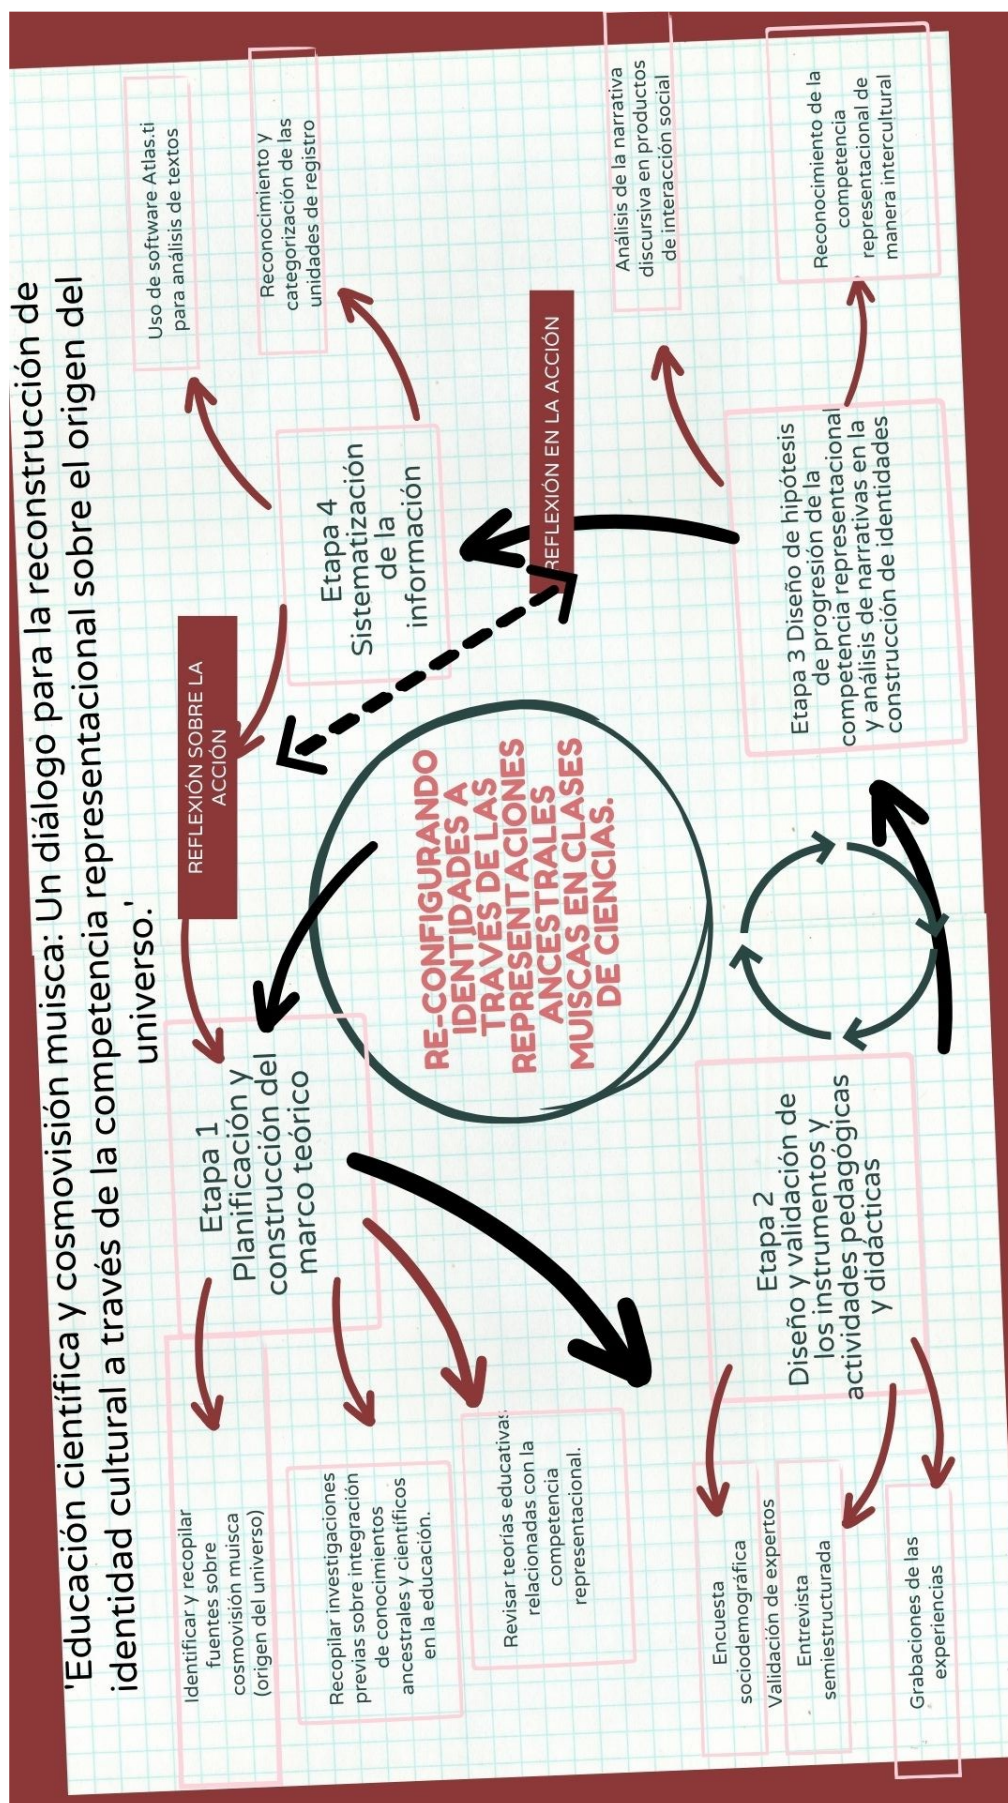 'Educación científica y cosmovisión muisca: Un diálogo para la reconstrucción de
identidad cultural a través de la competencia representacional sobre el origen del
universo.'
Identificar y recopilar
fuentes sobre
cosmovisión muisca
(origen del universo)
Recopilar investigaciones
previas sobre integración
de conocimientos
ancestrales y científicos
en la educación.
Revisar teorías educativas
relacionadas con la
competencia
representacional.
Etapa 1
Planificación y
construcción del
marco teórico
REFLEXIÓN SOBRE LA
ACCIÓN
Etapa 4
Sistematización
de la
información
Uso de software Atlas.ti
para análisis de textos
Reconocimiento y
categorización de las
unidades de registro
RE-CONFIGURANDO
IDENTIDADES A
TRAVÉS DE LAS
REPRESENTACIONES
ANCESTRALES
MUISCAS EN CLASES
DE CIENCIAS.
REFLEXIÓN EN LA ACCIÓN
Análisis de la narrativa
discursiva en productos
de interacción social
Reconocimiento de la
competencia
representacional de
manera intercultural
Encuesta
sociodemográfica
Validación de expertos
Entrevista
semiestructurada
Grabaciones de las
experiencias
Etapa 2
Diseño y validación de
los instrumentos y
actividades pedagógicas
y didácticas
Etapa 3 Diseño de hipótesis
de progresión de la
competencia representacional
y análisis de narrativas en la
construcción de identidades